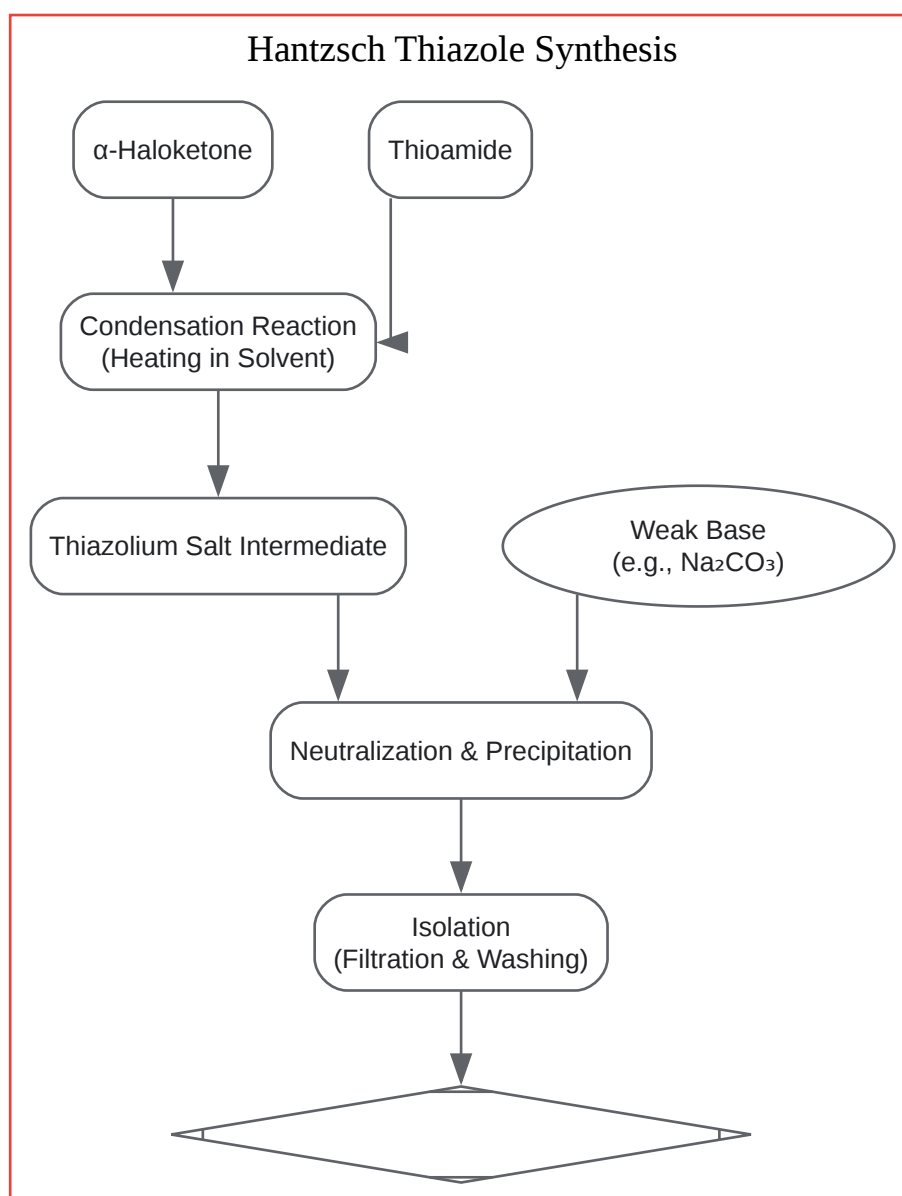 Hantzsch Thiazole Synthesis
α-Haloketone
Thioamide
Condensation Reaction
(Heating in Solvent)
Thiazolium Salt Intermediate
Weak Base
(e.g., Na₂CO₃)
Neutralization & Precipitation
Isolation
(Filtration & Washing)